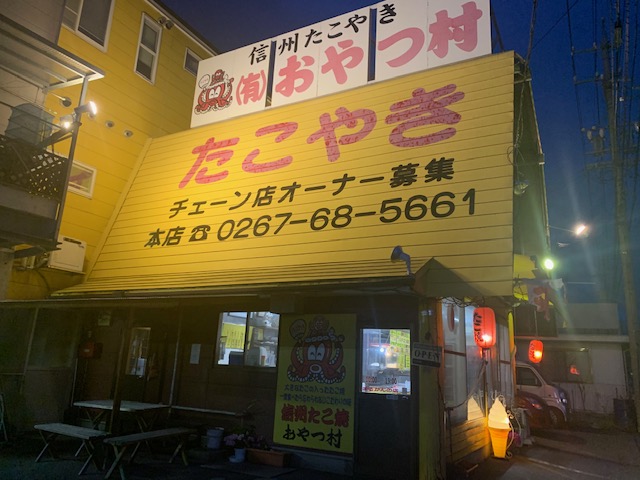 信州たこやき
(有)おやつ村
たこやき
チェーン店オーナー募集
本店☎0267-68-5661
OPEN
信州たこ焼
おやつ村